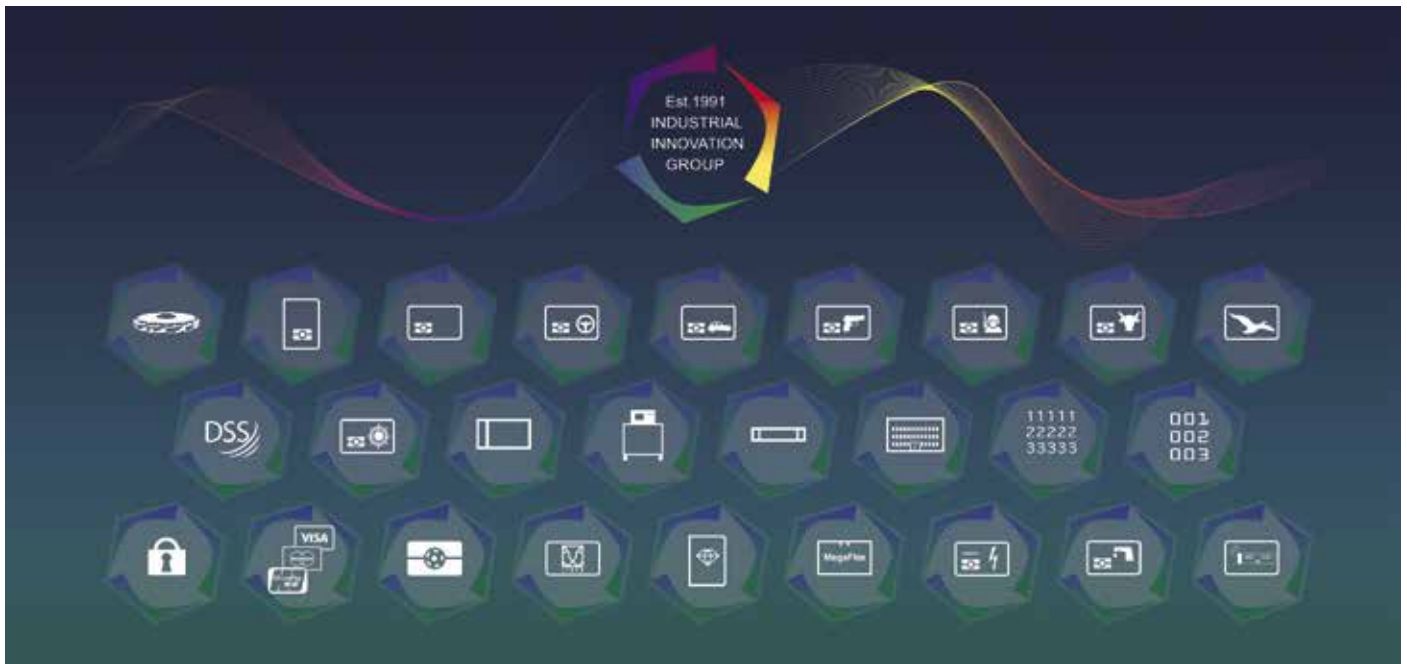 Est.1991
INDUSTRIAL
INNOVATION
GROUP
DSS
11111
22222
33333
001
002
003
VISA
MegaFlex